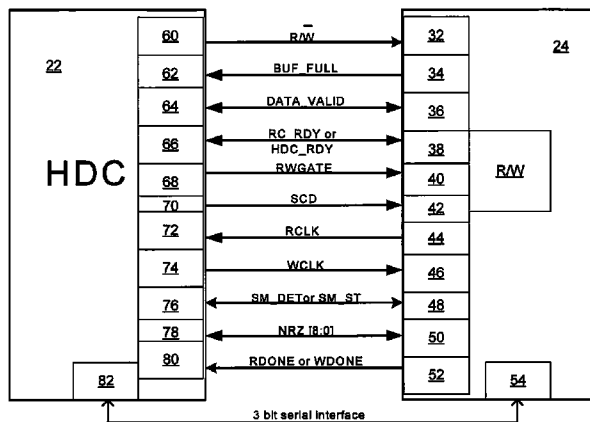 60
R/W
32
22
24
62
BUF_FULL
34
64
DATA_VALID
36
66
RC_RDY or
HDC_RDY
38
HDC
R/W
68
RWGATE
40
70
SCD
42
72
RCLK
44
74
WCLK
46
76
SM_DETor SM_ST
48
78
NRZ [8:0]
50
80
RDONE or WDONE
52
82
54
3 bit serial interface